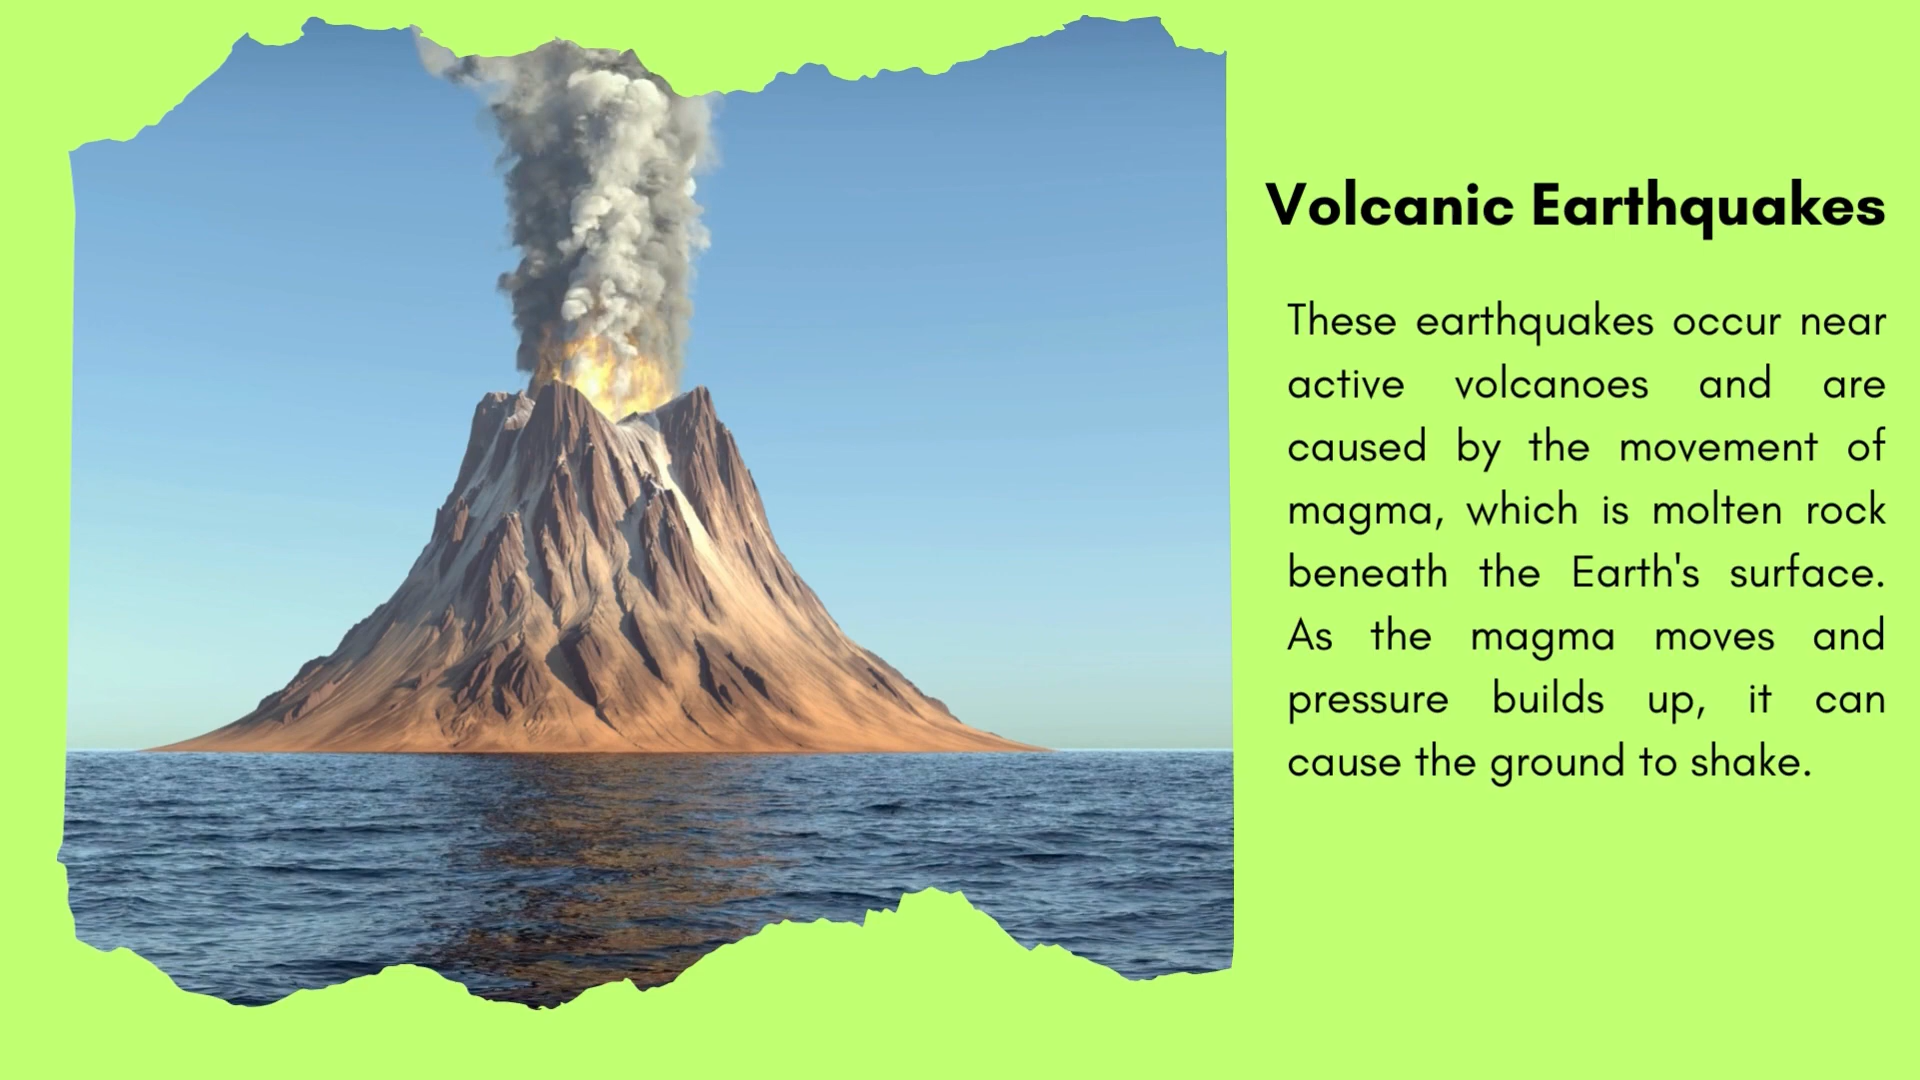 Volcanic Earthquakes
These earthquakes occur near
active volcanoes and are
caused by the movement of
magma, which is molten rock
beneath the Earth's surface.
As the magma moves and
pressure builds up, it can
cause the ground to shake.